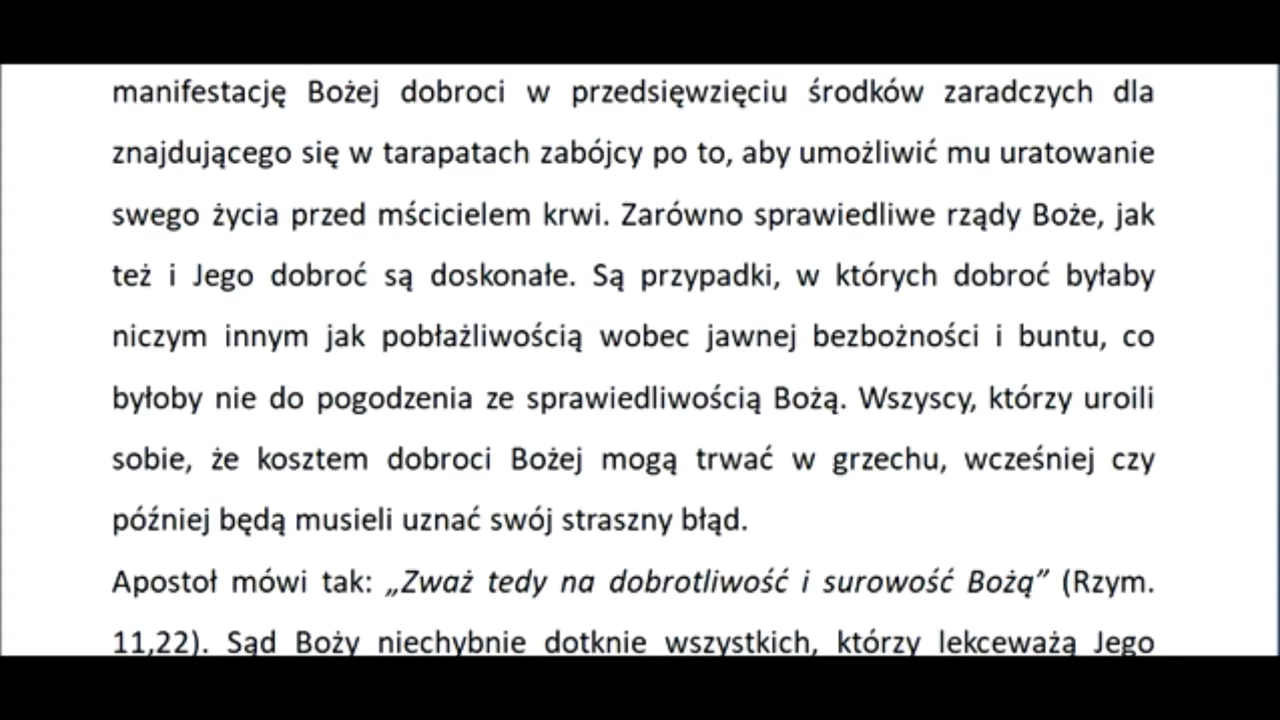 manifestację Bożej dobroci w przedsięwzięciu środków zaradczych dla
znajdującego się w tarapatach zabójcy po to, aby umożliwić mu uratowanie
swego życia przed mścicielem krwi. Zarówno sprawiedliwe rządy Boże, jak
też i Jego dobroć są doskonałe. Są przypadki, w których dobroć byłaby
niczym innym jak pobłażliwością wobec jawnej bezbożności i buntu, co
byłoby nie do pogodzenia ze sprawiedliwością Bożą. Wszyscy, którzy uroili
sobie, że kosztem dobroci Bożej mogą trwać w grzechu, wcześniej czy
później będą musieli uznać swój straszny błąd.
Apostoł mówi tak: „Zważ tedy na dobrotliwość i surowość Bożą” (Rzym.
11,22). Sąd Boży niechybnie dotknie wszystkich, którzy lekceważą Jego